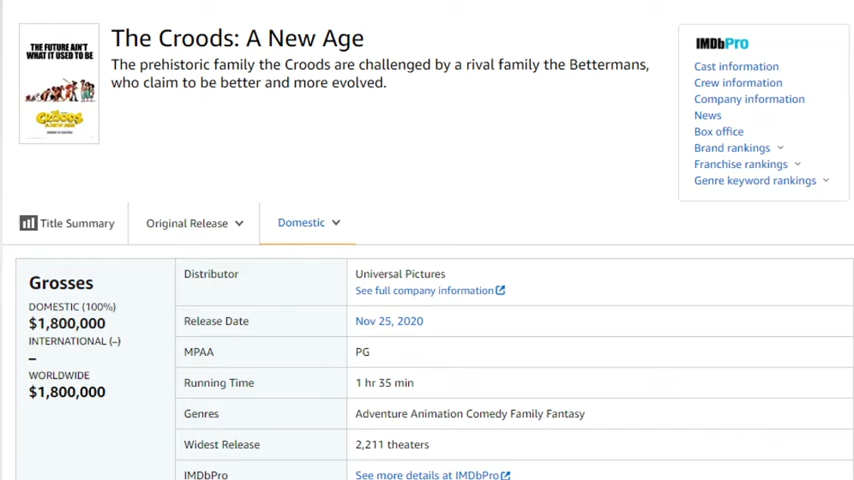 THE FUTURE AIN'T
WHAT IT USED TO BE
CROODS
A NEW AGE
The Croods: A New Age
The prehistoric family the Croods are challenged by a rival family the Bettermans,
who claim to be better and more evolved.
IMDbPro
Cast information
Crew information
Company information
News
Box office
Brand rankings
Franchise rankings
Genre keyword rankings
Title Summary
Original Release
Domestic
Grosses
DOMESTIC (100%)
$1,800,000
INTERNATIONAL (–)
–
WORLDWIDE
$1,800,000
Distributor
Universal Pictures
See full company information
Release Date
Nov 25, 2020
MPAA
PG
Running Time
1 hr 35 min
Genres
Adventure Animation Comedy Family Fantasy
Widest Release
2,211 theaters
IMDbPro
See more details at IMDbPro